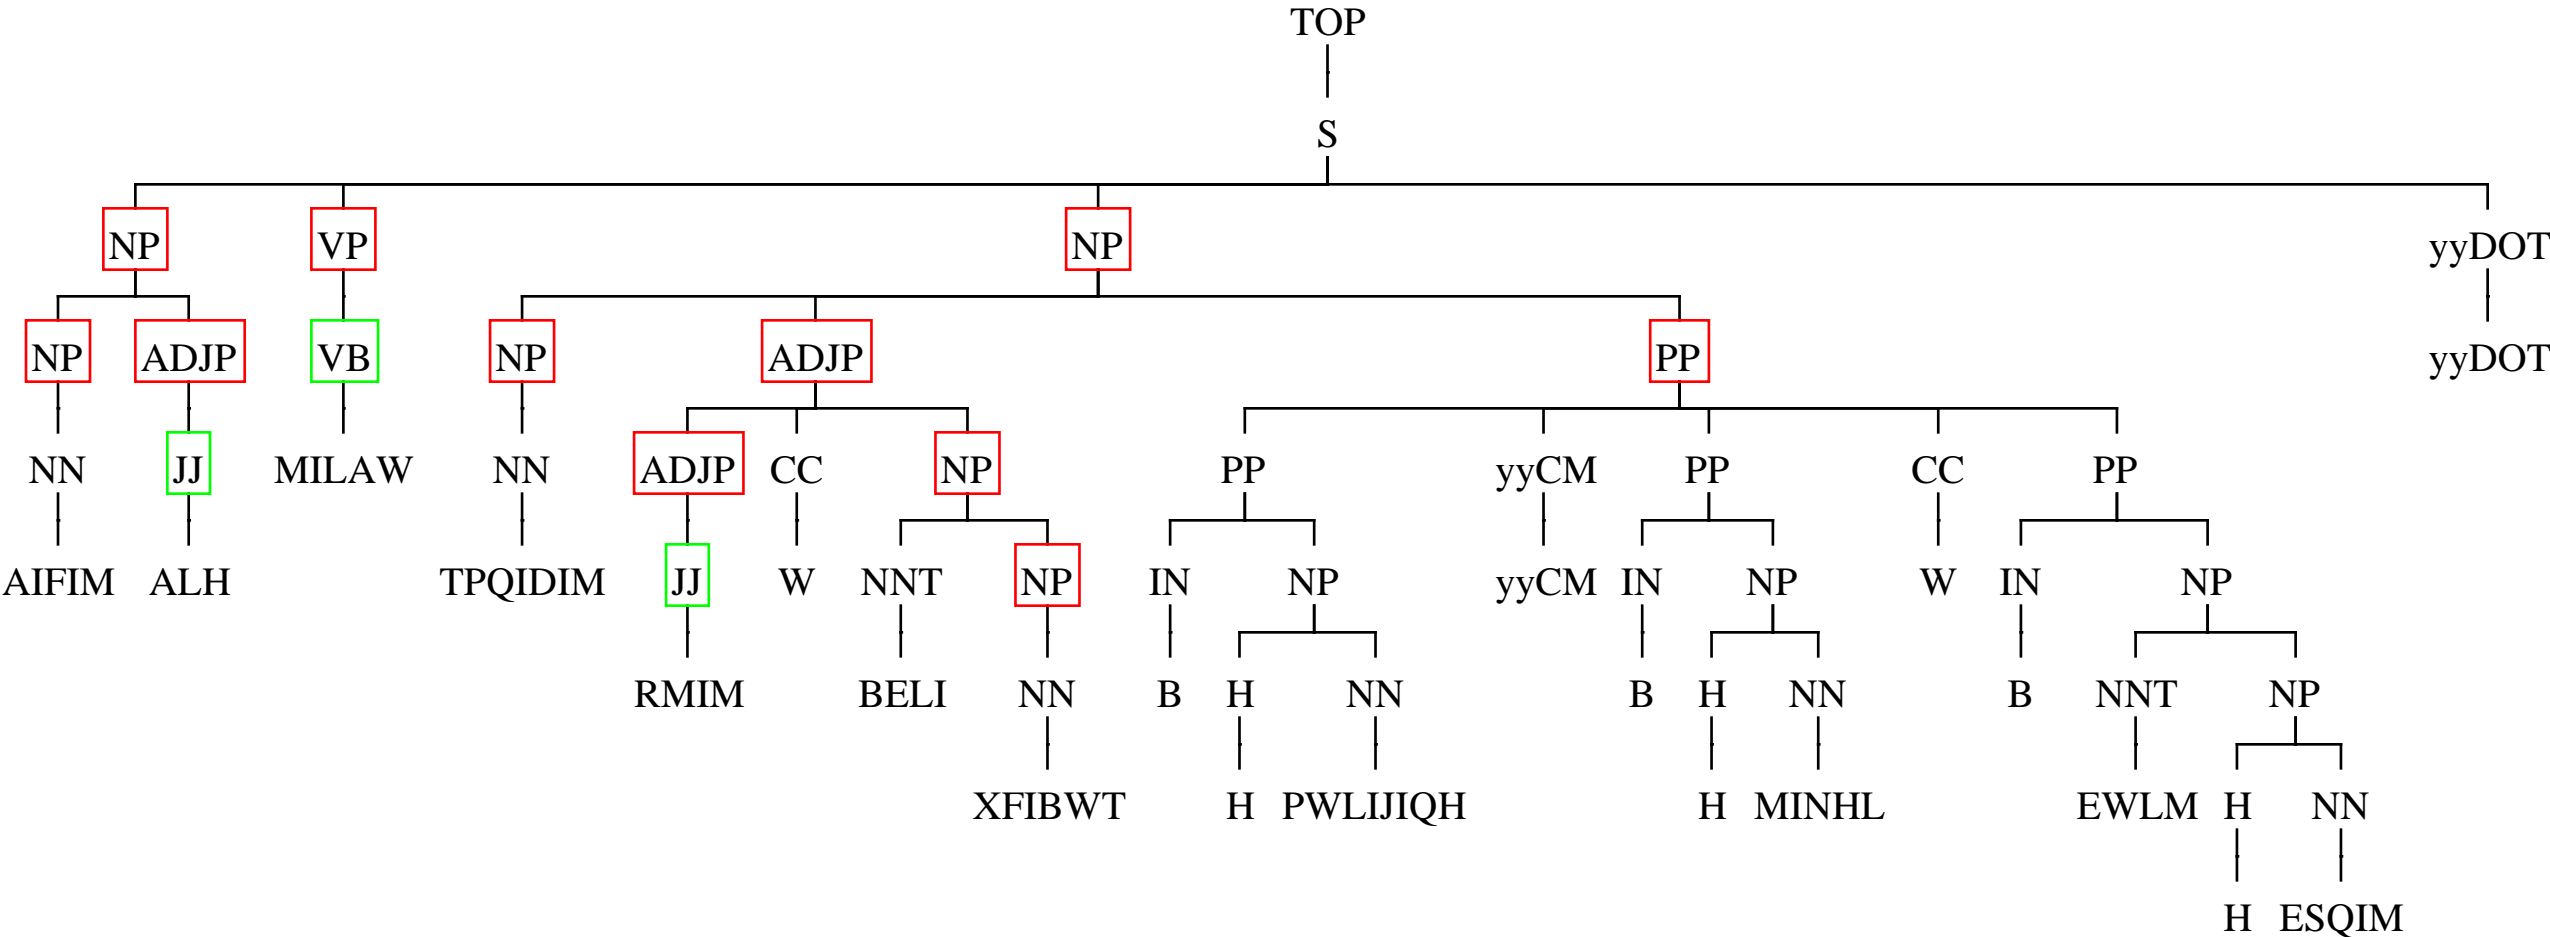 TOP
S
NP VP NP yyDOT
NP ADJP VB NP ADJP PP yyDOT
NN JJ MILAW NN ADJP CC NP PP yyCM PP CC PP
AIFIM ALH TPQIDIM JJ W NNT NP IN NP yyCM IN NP W IN NP
RMIM BELI NN B H NN B H NN B NNT NP
XFIBWT H PWLIJIQH H MINHL EWLM H NN
H ESQIM